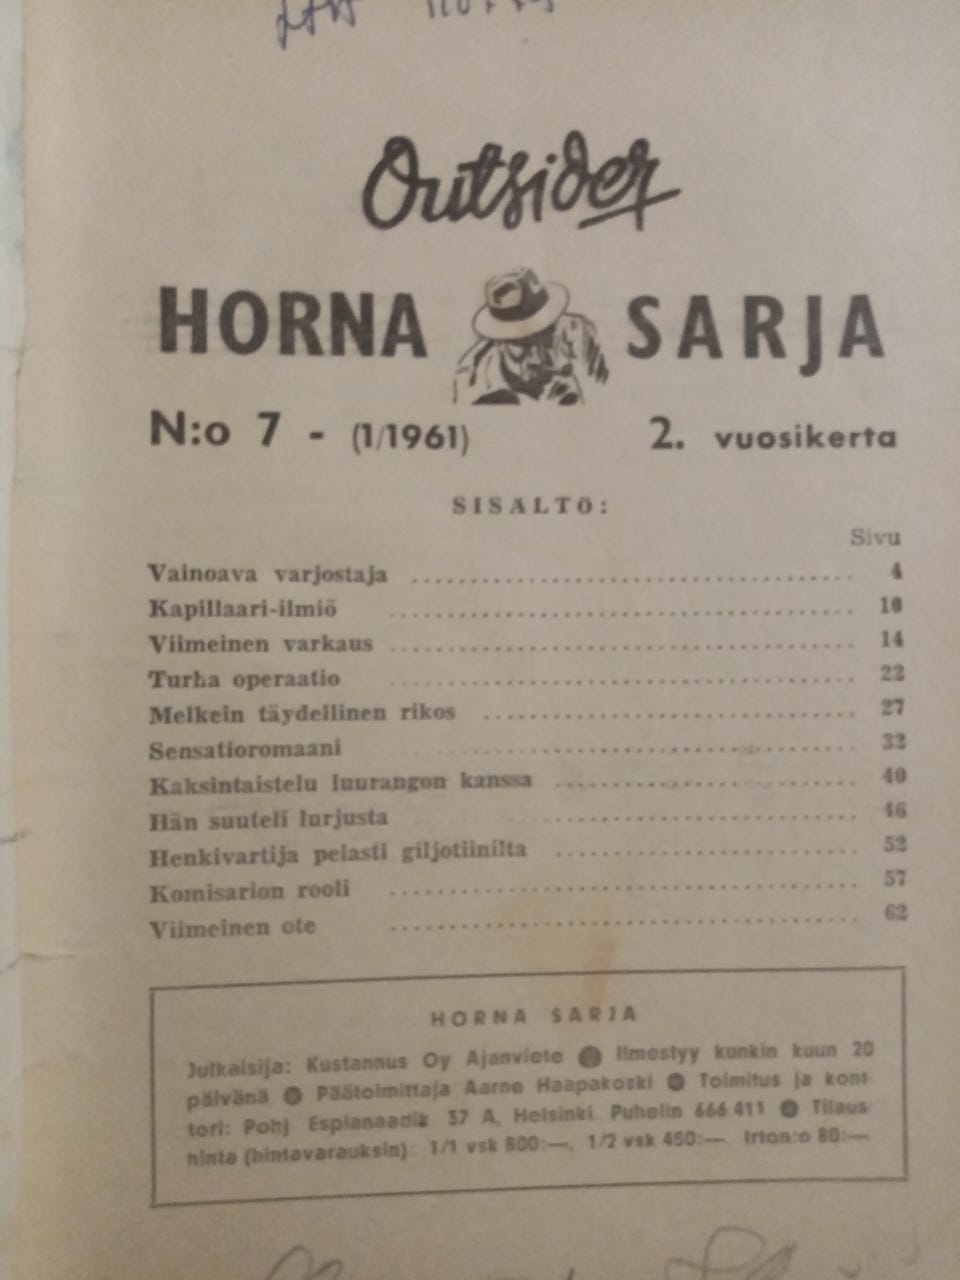 Outsider
HORNA SARJA
N:o 7 - (1/1961) 2. vuosikerta
SISÄLTÖ:
Sivu
Vainoava varjostaja 4
Kapillaari-ilmiö 10
Viimeinen varkaus 14
Turha operaatio 22
Melkein täydellinen rikos 27
Sensatioromaani 32
Kaksintaistelu luurangon kanssa 40
Hän suuteli lurjusta 46
Henkivartija pelasti giljotiinilta 52
Komisarion rooli 57
Viimeinen ote 62
HORNA SARJA
Julkaisija: Kustannus Oy Ajanviete ● Ilmestyy kunkin kuun 20
päivänä ● Päätoimittaja Aarne Haapakoski ● Toimitus ja kont-
tori: Pohj Esplanaadik 37 A, Helsinki. Puhelin 666 411 ● Tilaus-
hinta (hintavarauksin): 1/1 vsk 800:—, 1/2 vsk 450:—. Irton:o 80:—